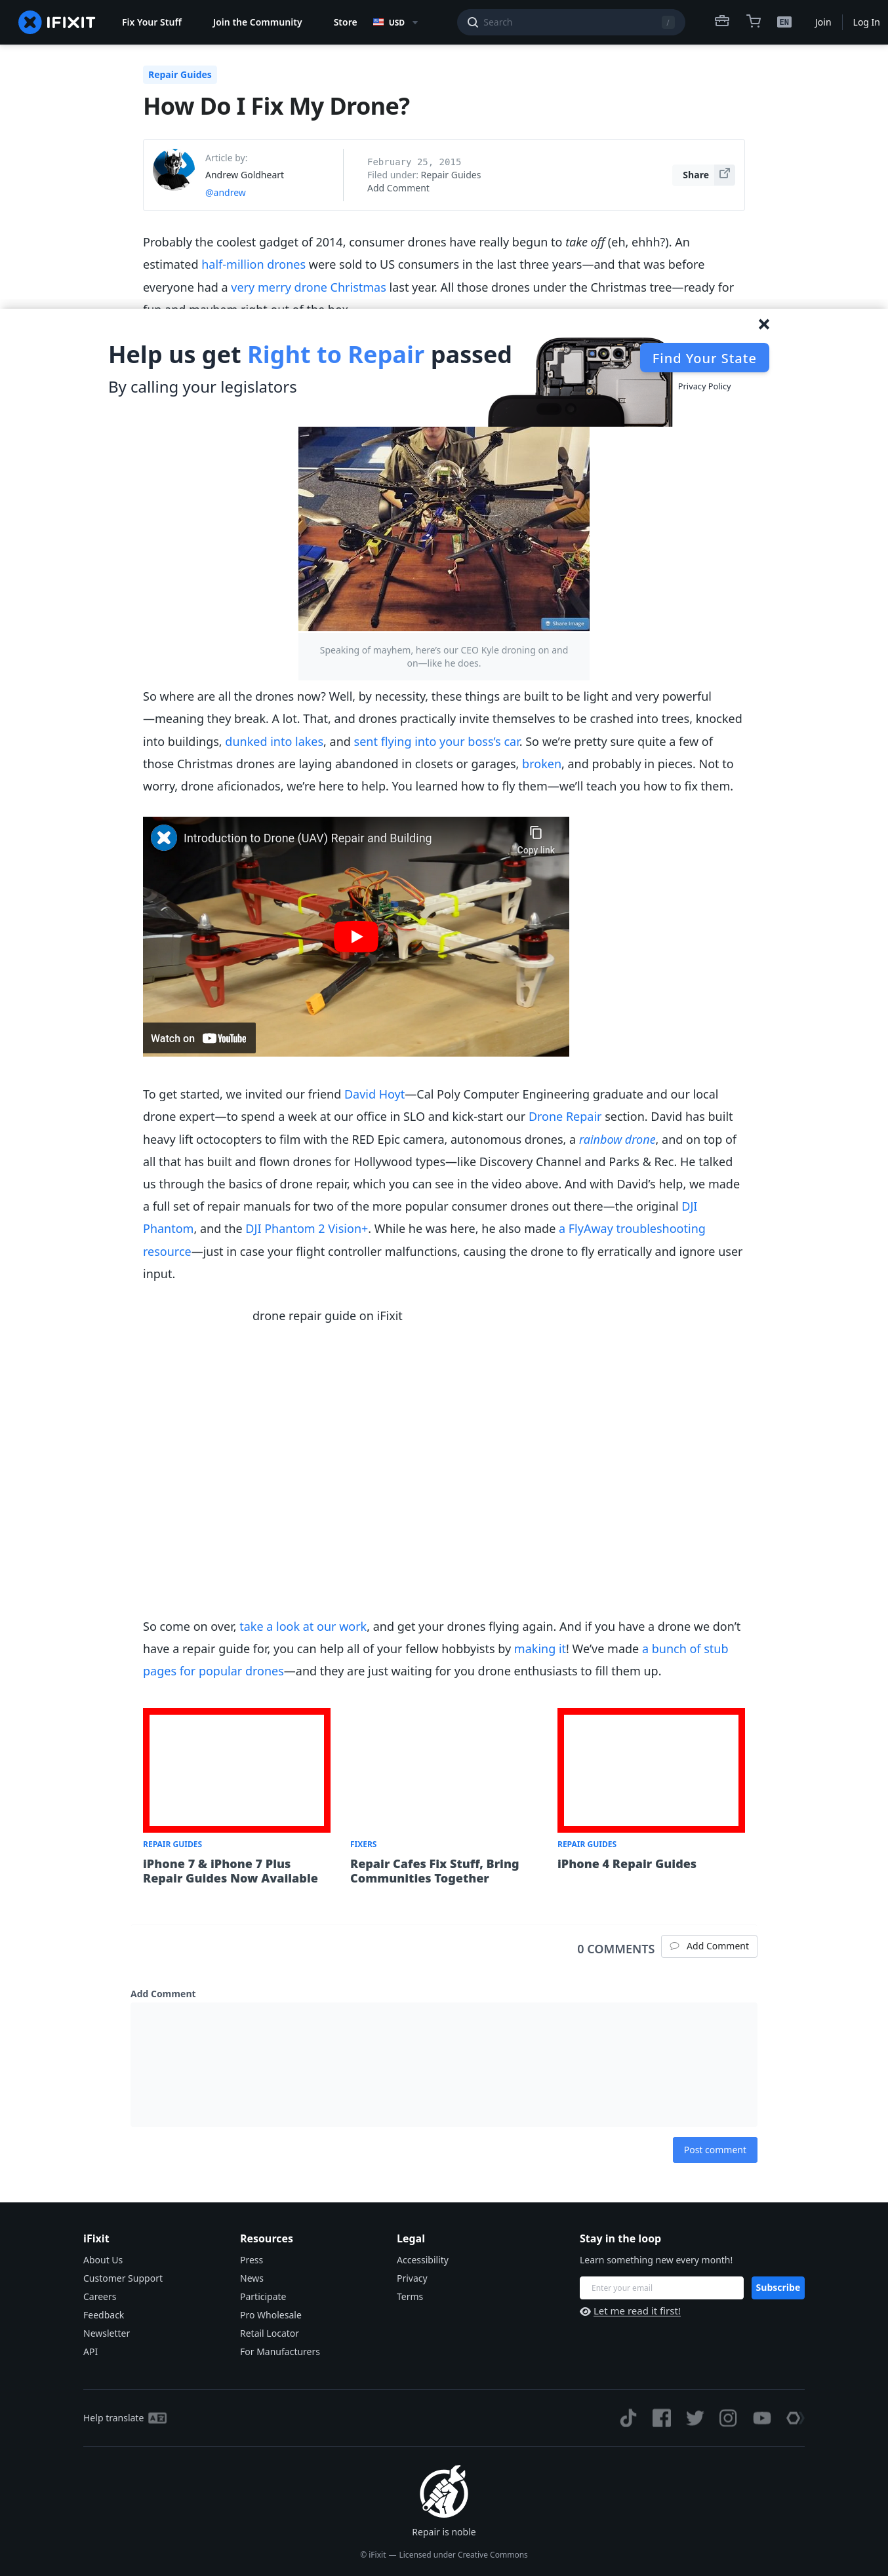 IFIXIT Fix Your Stuff Join the Community Store USD Search / EN Join Log In
Repair Guides
How Do I Fix My Drone?
Article by:
Andrew Goldheart
@andrew
February 25, 2015
Filed under: Repair Guides
Add Comment
Share
Probably the coolest gadget of 2014, consumer drones have really begun to take off (eh, ehhh?). An
estimated half-million drones were sold to US consumers in the last three years—and that was before
everyone had a very merry drone Christmas last year. All those drones under the Christmas tree—ready for
Help us get Right to Repair passed
By calling your legislators
Find Your State
Privacy Policy
Share Image
Speaking of mayhem, here's our CEO Kyle droning on and
on—like he does.
So where are all the drones now? Well, by necessity, these things are built to be light and very powerful
—meaning they break. A lot. That, and drones practically invite themselves to be crashed into trees, knocked
into buildings, dunked into lakes, and sent flying into your boss's car. So we're pretty sure quite a few of
those Christmas drones are laying abandoned in closets or garages, broken, and probably in pieces. Not to
worry, drone aficionados, we're here to help. You learned how to fly them—we'll teach you how to fix them.
Introduction to Drone (UAV) Repair and Building
Copy link
Watch on YouTube
To get started, we invited our friend David Hoyt—Cal Poly Computer Engineering graduate and our local
drone expert—to spend a week at our office in SLO and kick-start our Drone Repair section. David has built
heavy lift octocopters to film with the RED Epic camera, autonomous drones, a rainbow drone, and on top of
all that has built and flown drones for Hollywood types—like Discovery Channel and Parks & Rec. He talked
us through the basics of drone repair, which you can see in the video above. And with David's help, we made
a full set of repair manuals for two of the more popular consumer drones out there—the original DJI
Phantom, and the DJI Phantom 2 Vision+. While he was here, he also made a FlyAway troubleshooting
resource—just in case your flight controller malfunctions, causing the drone to fly erratically and ignore user
input.
drone repair guide on iFixit
So come on over, take a look at our work, and get your drones flying again. And if you have a drone we don't
have a repair guide for, you can help all of your fellow hobbyists by making it! We've made a bunch of stub
pages for popular drones—and they are just waiting for you drone enthusiasts to fill them up.
REPAIR GUIDES
iPhone 7 & iPhone 7 Plus
Repair Guides Now Available
FIXERS
Repair Cafes Fix Stuff, Bring
Communities Together
REPAIR GUIDES
iPhone 4 Repair Guides
0 COMMENTS Add Comment
Add Comment
Post comment
iFixit
About Us
Customer Support
Careers
Feedback
Newsletter
API
Resources
Press
News
Participate
Pro Wholesale
Retail Locator
For Manufacturers
Legal
Accessibility
Privacy
Terms
Stay in the loop
Learn something new every month!
Enter your email Subscribe
Let me read it first!
Help translate
Repair is noble
© iFixit — Licensed under Creative Commons